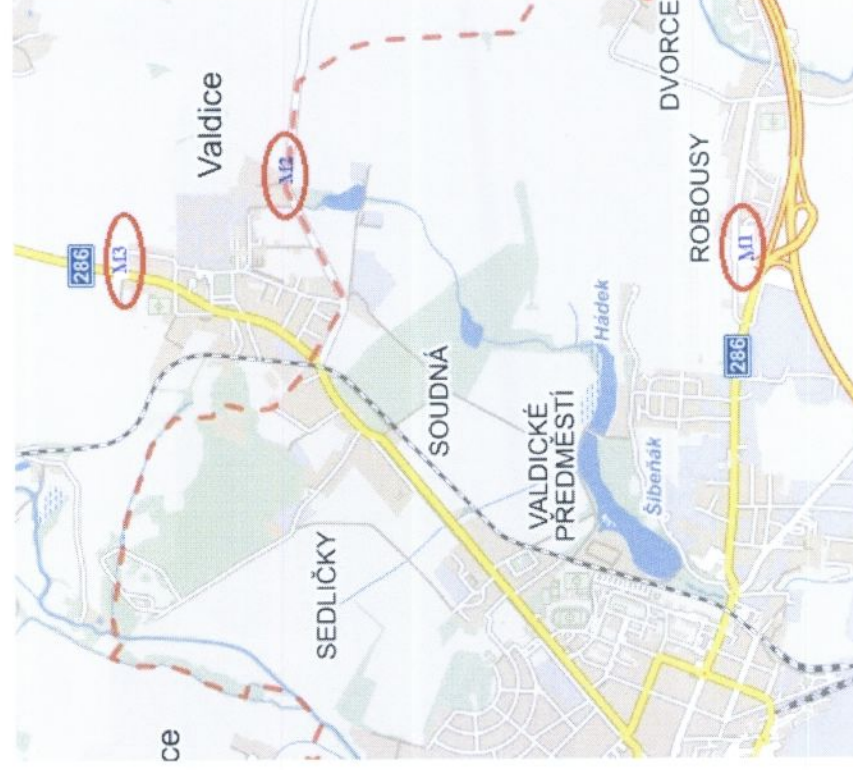 DVORCE
Valdice
M2
286
M3
ROBOUSY
M1
Hádek
286
SOUDNÁ
VALDICKÉ
PŘEDMĚSTÍ
Šibeňák
SEDLIČKY
ce